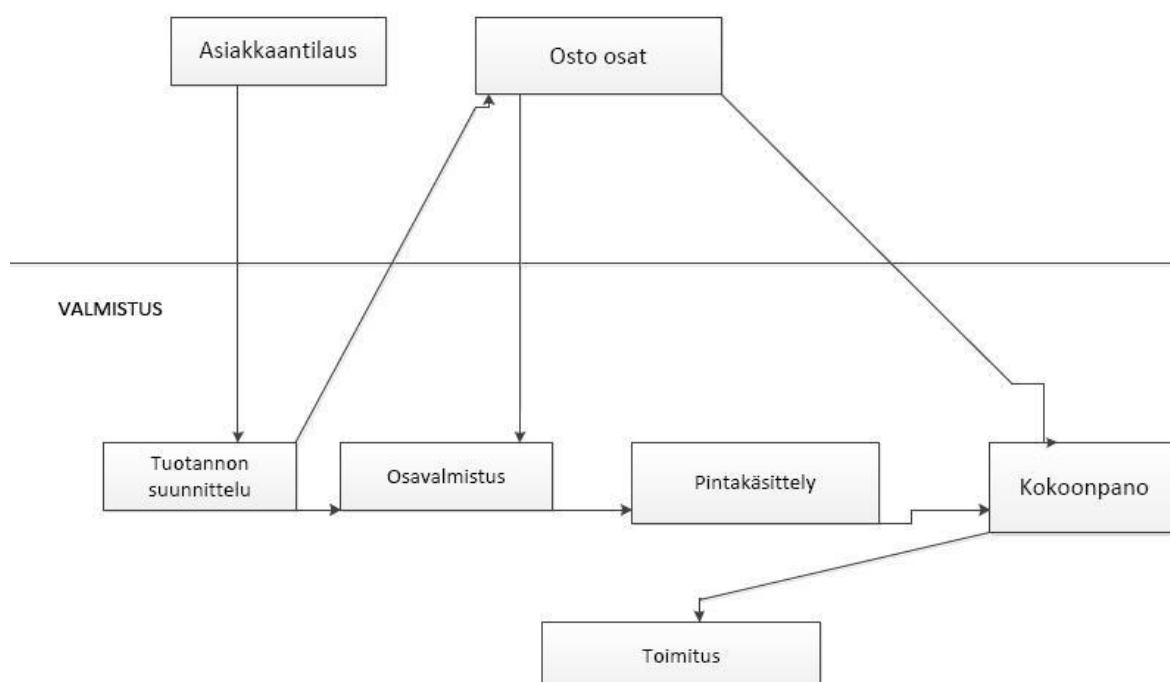 Asiakkaantilaus
Osto osat
VALMISTUS
Tuotannon
suunnittelu
Osavalmistus
Pintakäsittely
Kokoonpano
Toimitus